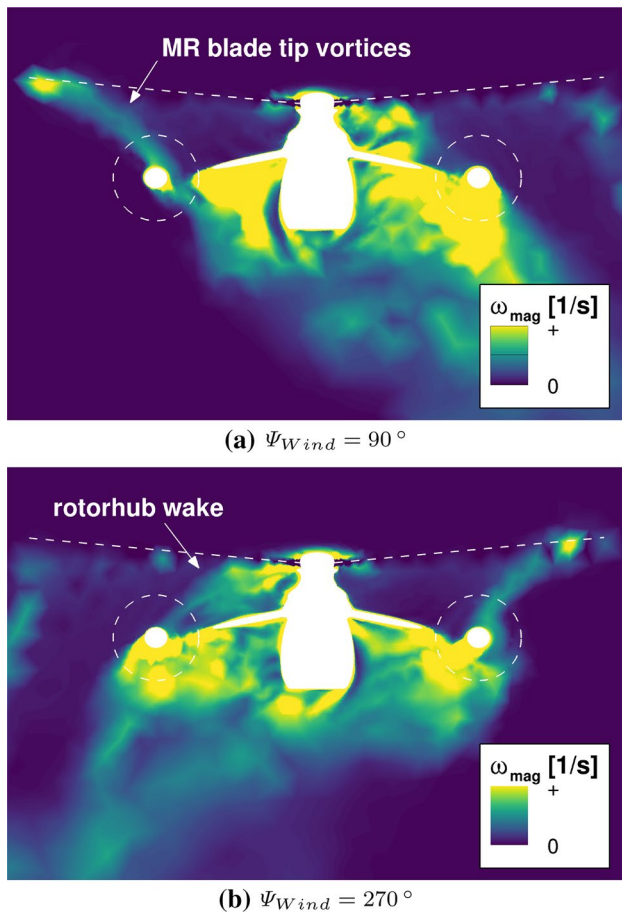 MR blade tip vortices
ω_mag [1/s]
+
0
(a) Ψ_Wind = 90°
rotorhub wake
ω_mag [1/s]
+
0
(b) Ψ_Wind = 270°